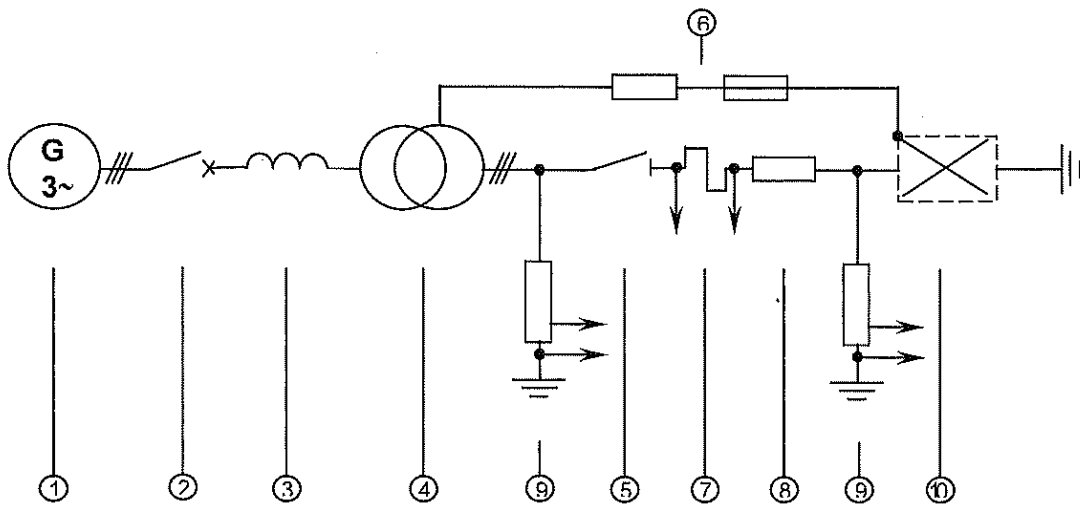 ⑥
G
3~
① ② ③ ④ ⑨ ⑤ ⑦ ⑧ ⑨ ⑩